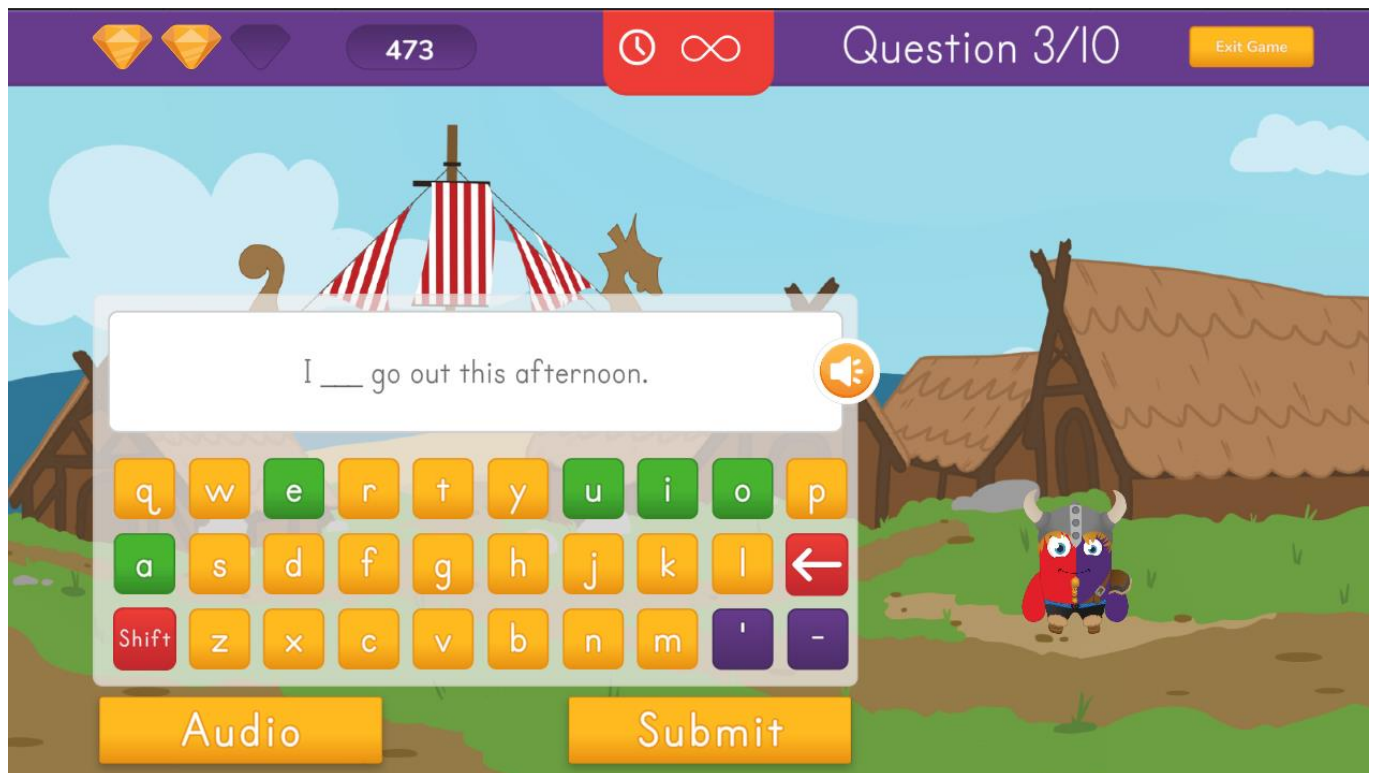 473
Question 3/10
Exit Game
I ___ go out this afternoon.
q w e r t y u i o p
a s d f g h j k l ←
Shift z x c v b n m ' -
Audio
Submit